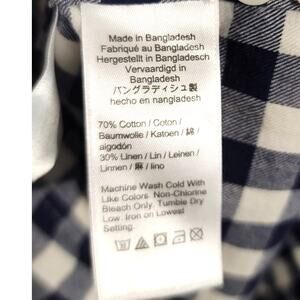 Made in Bangladesh
Fabriqué au Bangladesh
Hergestellt in Bangladesch
Vervaardigd in
Bangladesh
バングラディシュ製
hecho en nangladesh
70% Cotton / Coton /
Baumwolle / Katoen / 綿 /
algodón
30% Linen / Lin / Leinen /
Linnen / 麻 / lino
Machine Wash Cold With
Like Colors. Non-Chlorine
Bleach Only. Tumble Dry
Low. Iron on Lowest
Setting.